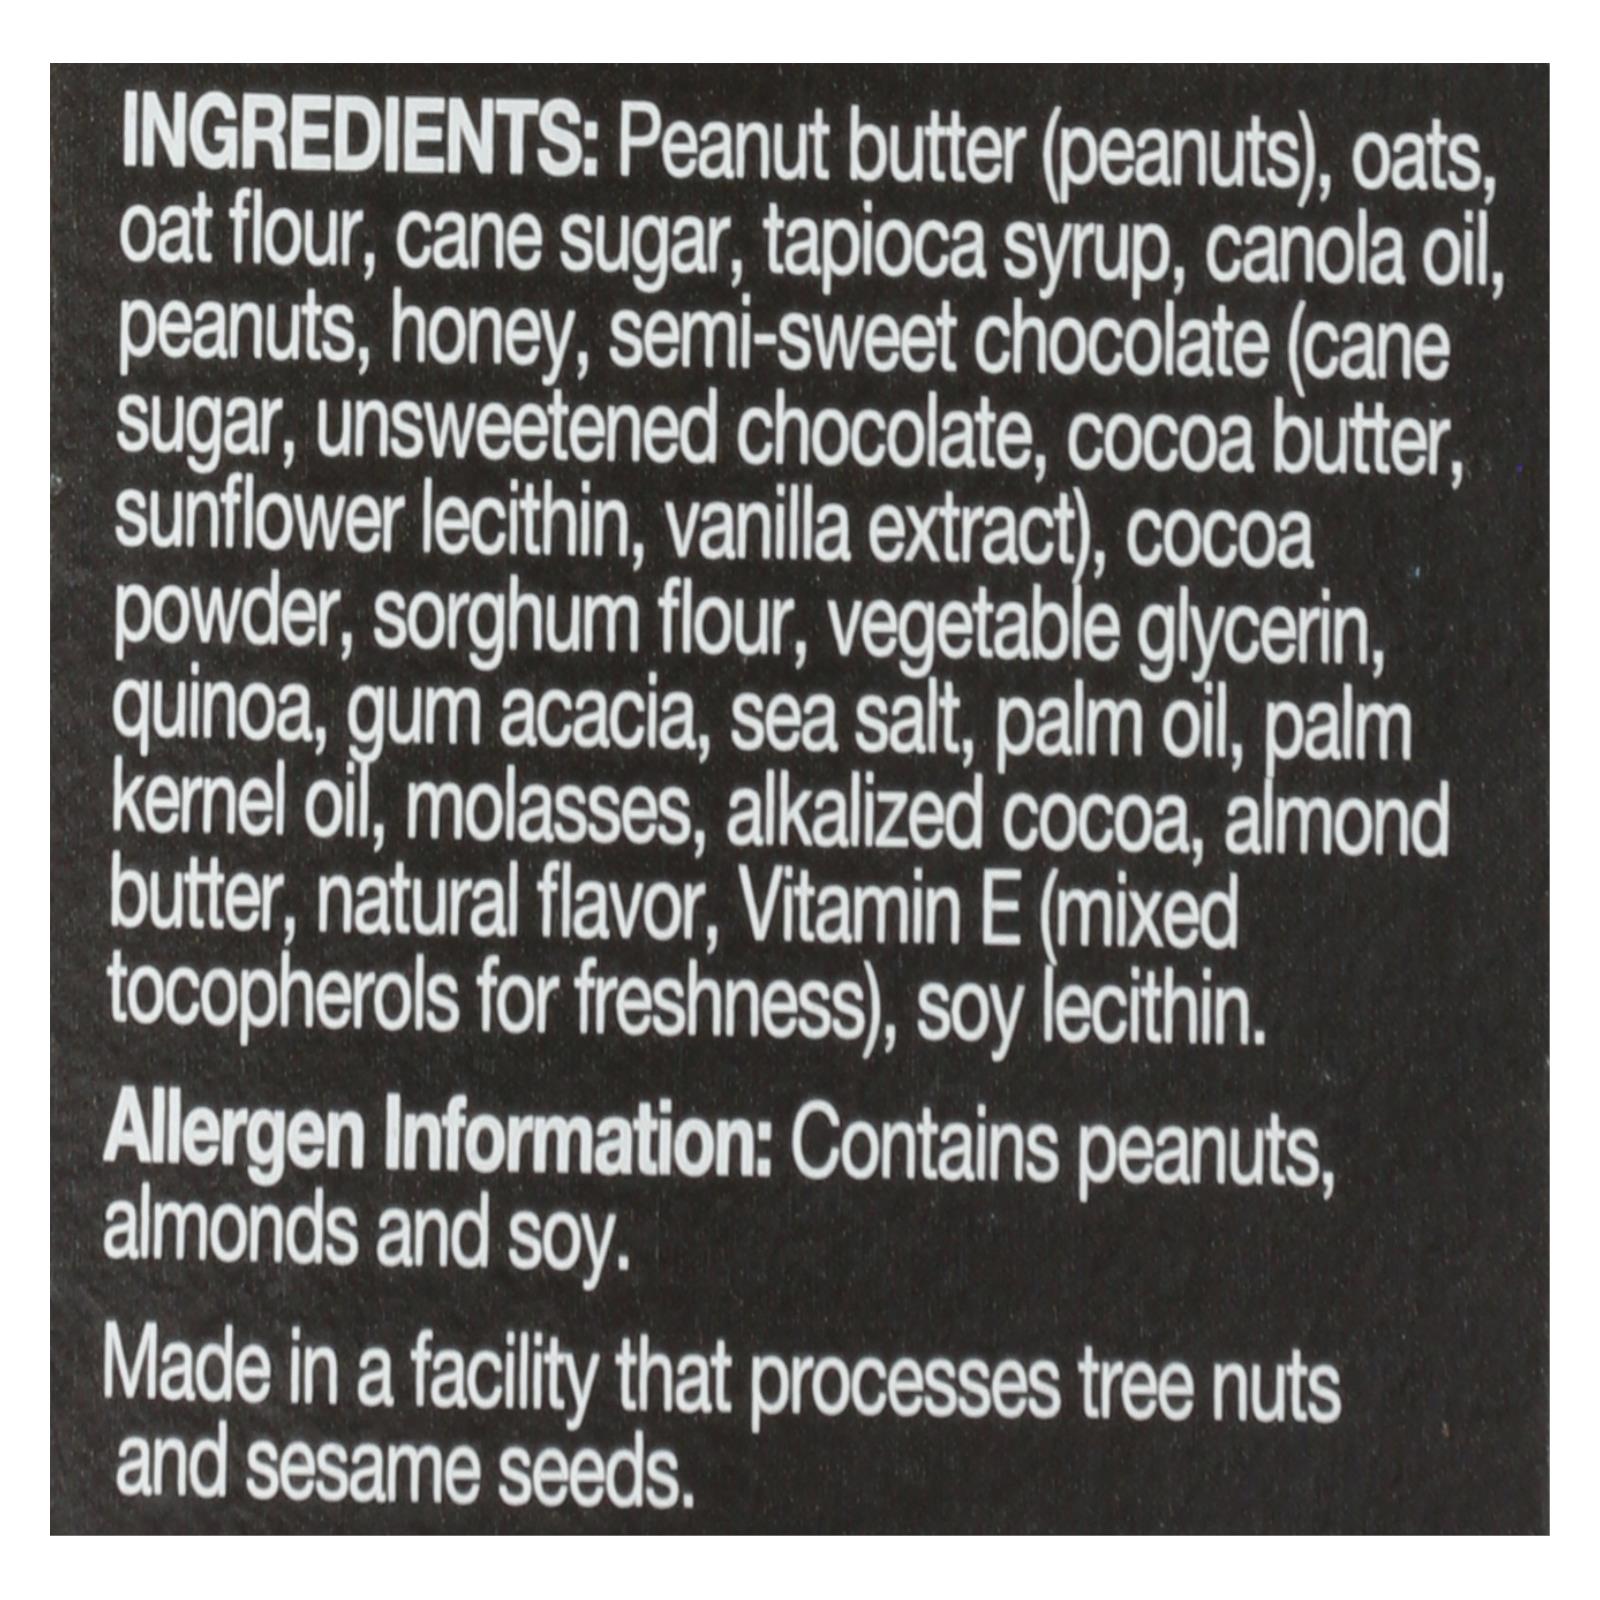 INGREDIENTS: Peanut butter (peanuts), oats,
oat flour, cane sugar, tapioca syrup, canola oil,
peanuts, honey, semi-sweet chocolate (cane
sugar, unsweetened chocolate, cocoa butter,
sunflower lecithin, vanilla extract), cocoa
powder, sorghum flour, vegetable glycerin,
quinoa, gum acacia, sea salt, palm oil, palm
kernel oil, molasses, alkalized cocoa, almond
butter, natural flavor, Vitamin E (mixed
tocopherols for freshness), soy lecithin.
Allergen Information: Contains peanuts,
almonds and soy.
Made in a facility that processes tree nuts
and sesame seeds.